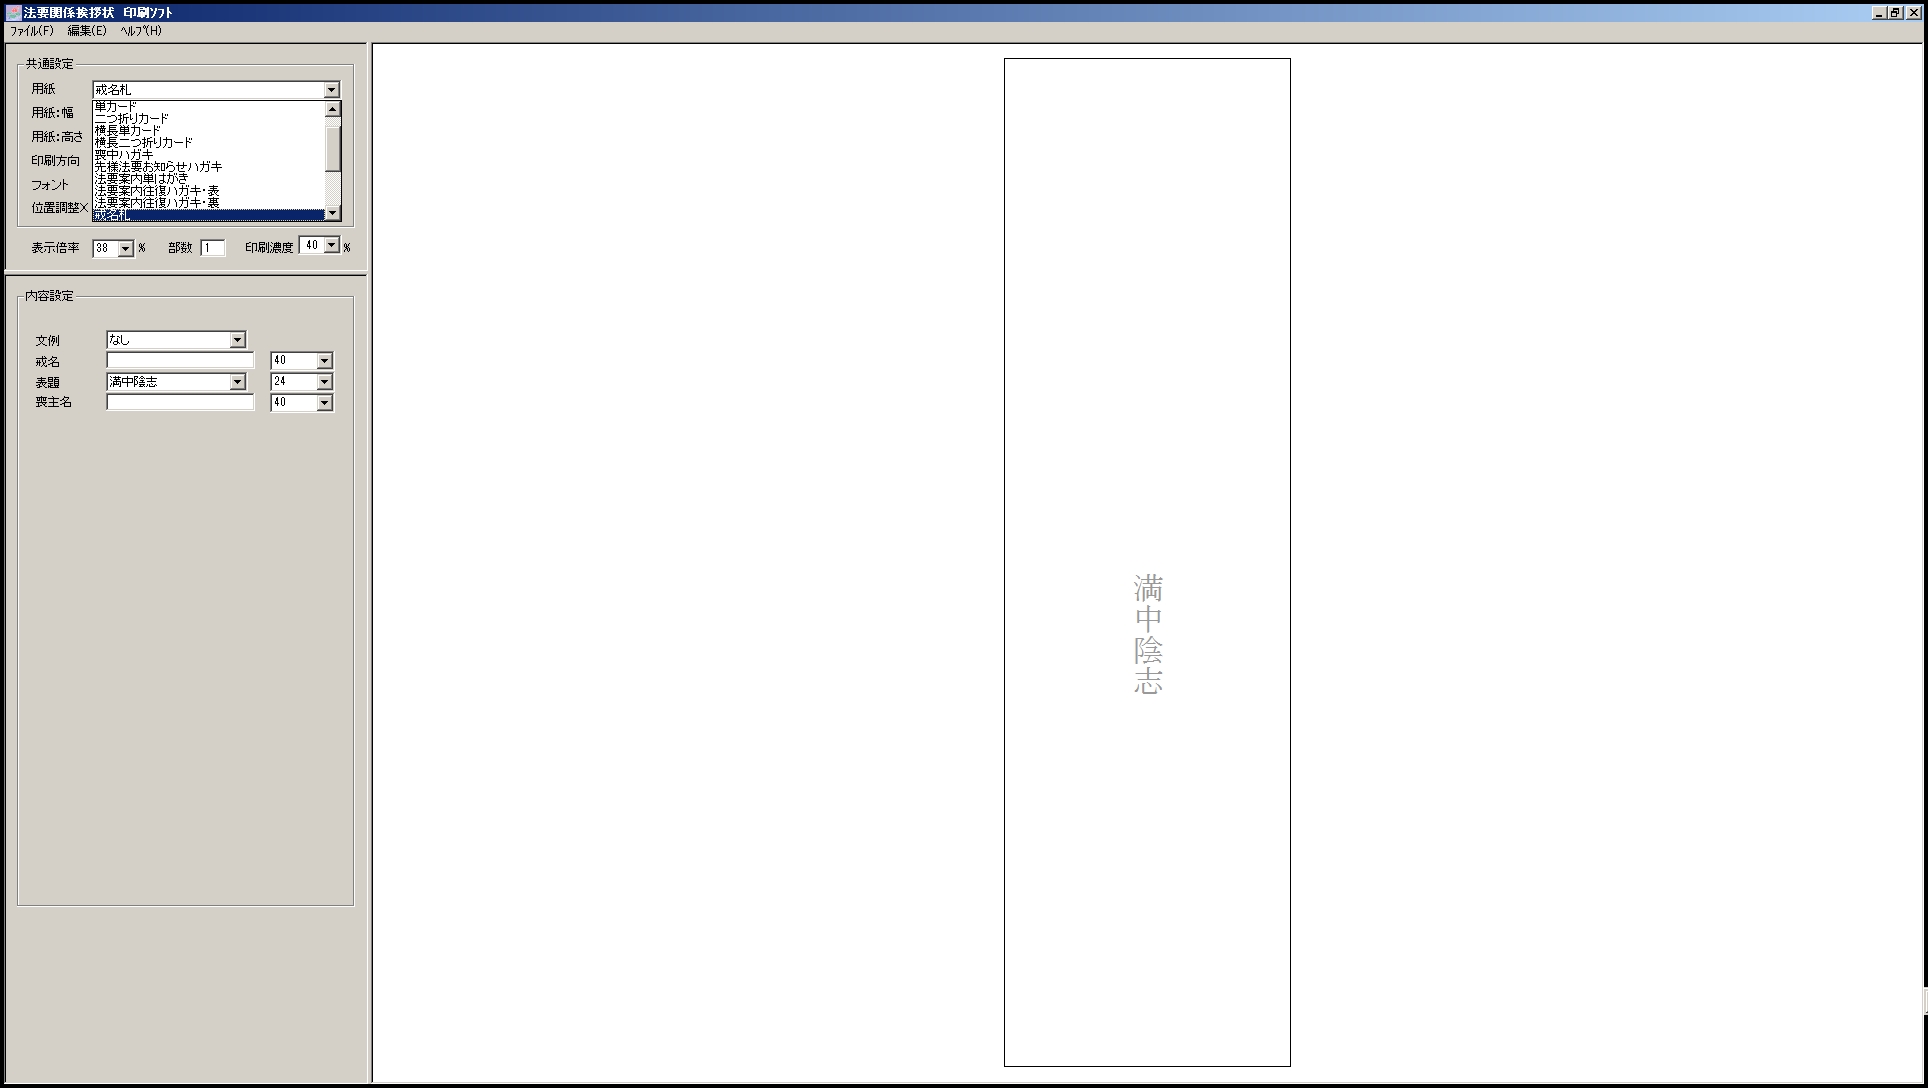 法要関係挨拶状 印刷ソフト
ファイル(F) 編集(E) ヘルプ(H)
共通設定
用紙 戒名札
単カード
二つ折りカード
横長単カード
横長二つ折りカード
喪中ハガキ
先様法要お知らせハガキ
法要案内単はがき
法要案内往復ハガキ・表
法要案内往復ハガキ・裏
戒名札
用紙:幅
用紙:高さ
印刷方向
フォント
位置調整X
表示倍率 38 % 部数 1 印刷濃度 40 %
内容設定
文例 なし
戒名 40
表題 満中陰志 24
喪主名 40
満中陰志